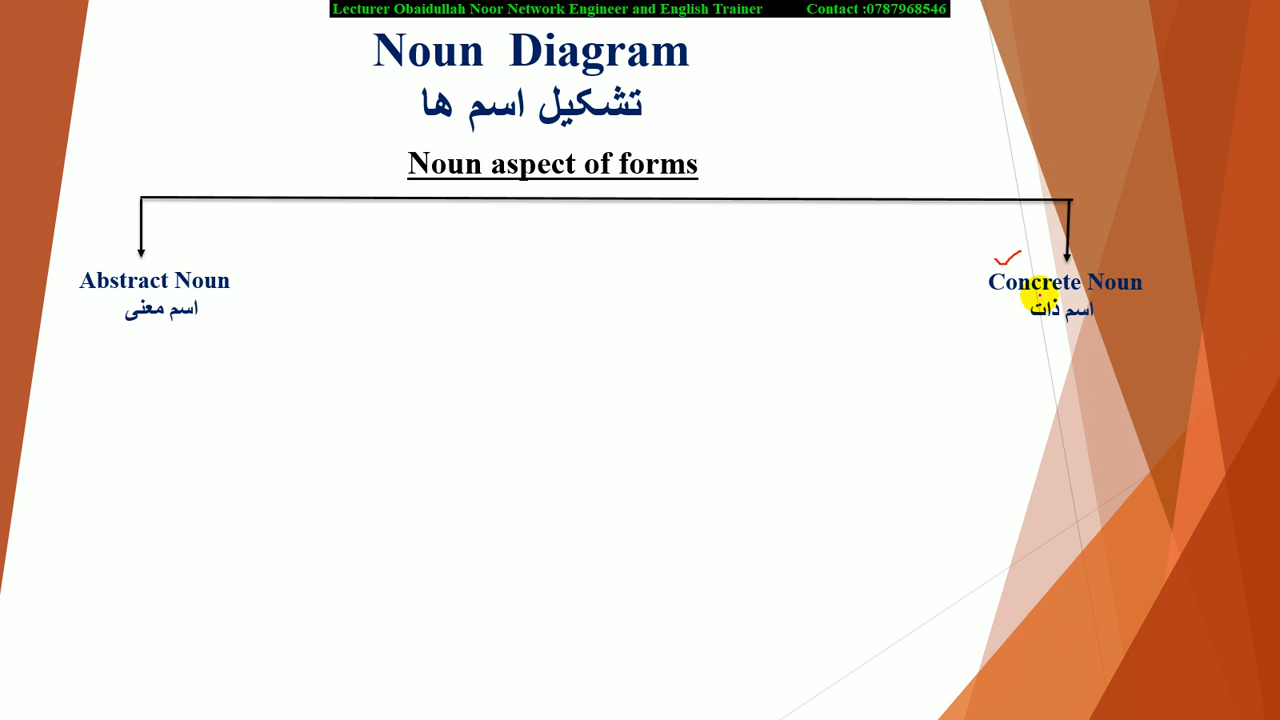 Lecturer Obaidullah Noor Network Engineer and English Trainer Contact :0787968546
Noun Diagram
تشکیل اسم ها
Noun aspect of forms
Abstract Noun
اسم معنی
Concrete Noun
اسم ذات